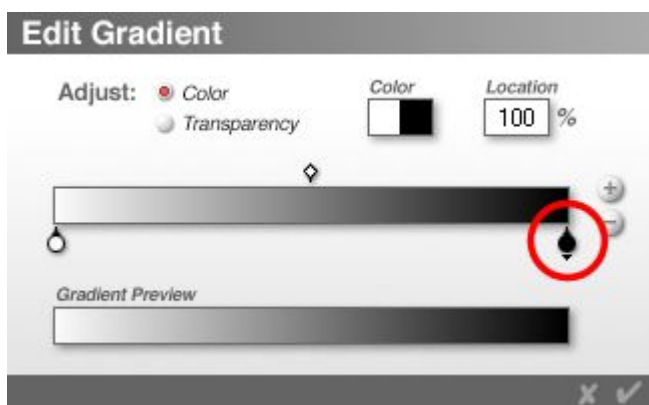 Edit Gradient
Adjust: Color Color Location
Transparency 100 %
Gradient Preview